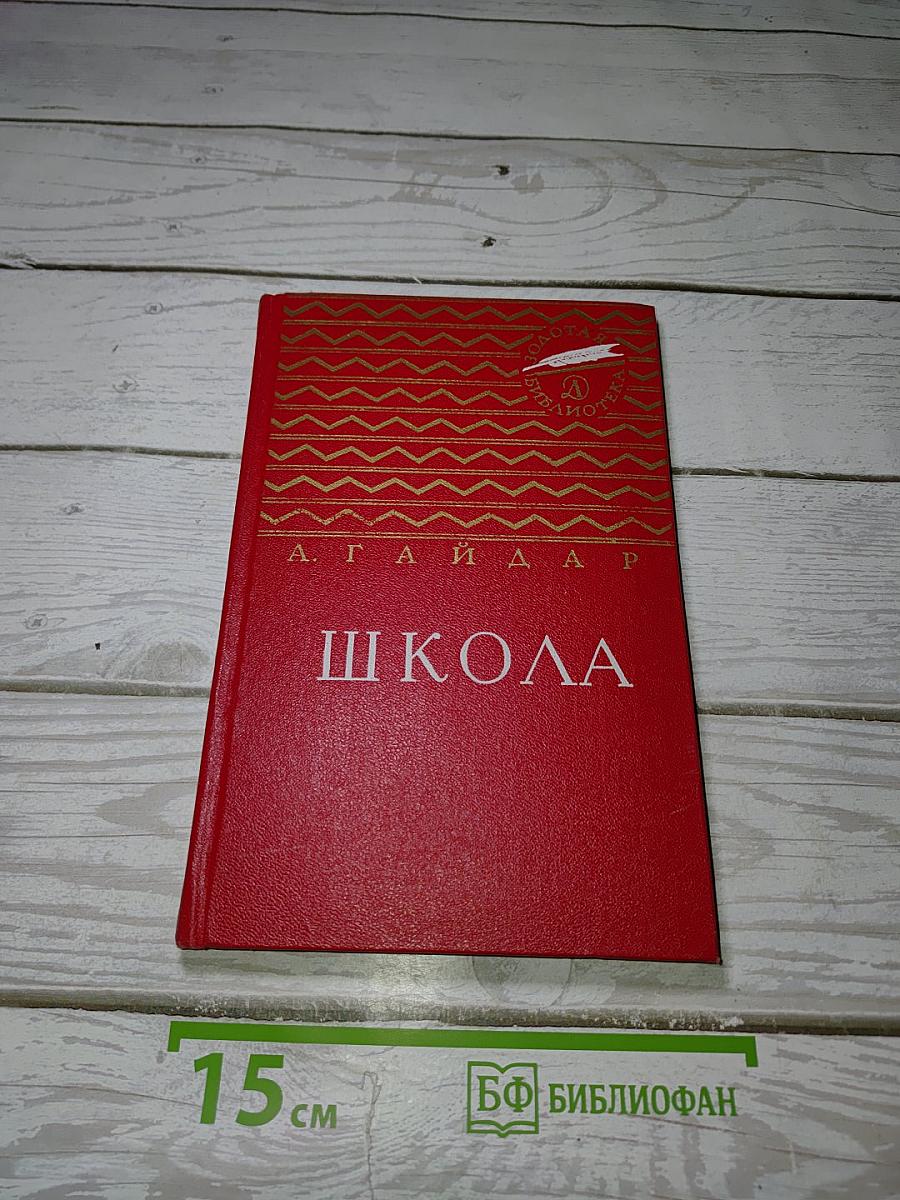 ЗОЛОТАЯ
БИБЛИОТЕКА
Д
А. ГАЙДАР
ШКОЛА
15 см
БФ БИБЛИОФАН